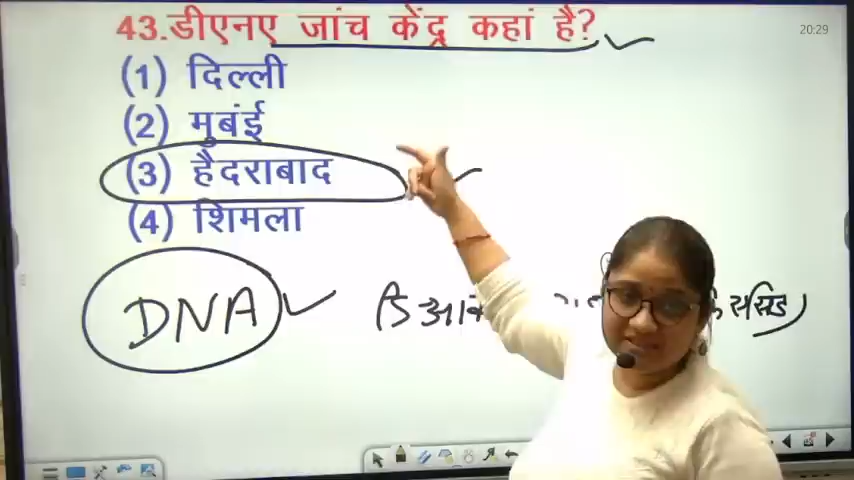 20:29
43.डीएनए जांच केंद्र कहां है?
(1) दिल्ली
(2) मुबंई
(3) हैदराबाद
(4) शिमला
DNA